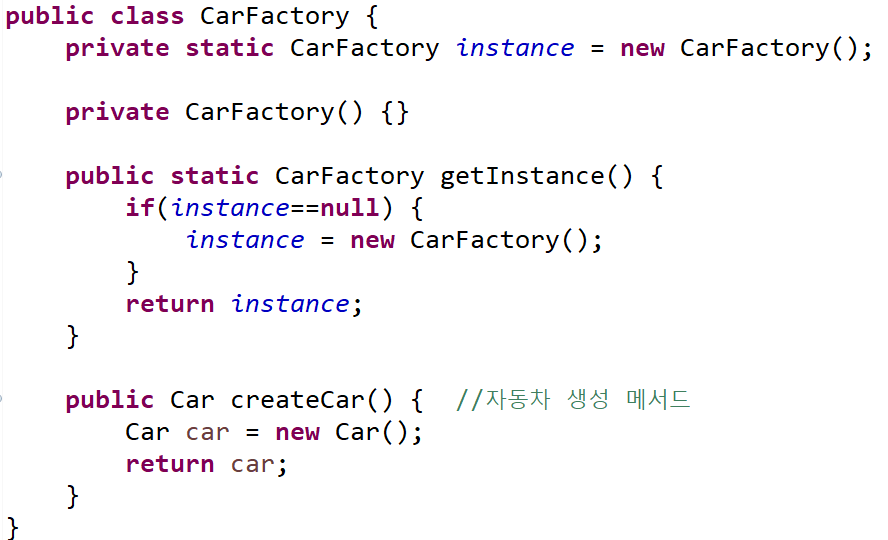 public class CarFactory {
    private static CarFactory instance = new CarFactory();

    private CarFactory() {}

    public static CarFactory getInstance() {
        if(instance==null) {
            instance = new CarFactory();
        }
        return instance;
    }

    public Car createCar() {  //자동차 생성 메서드
        Car car = new Car();
        return car;
    }
}